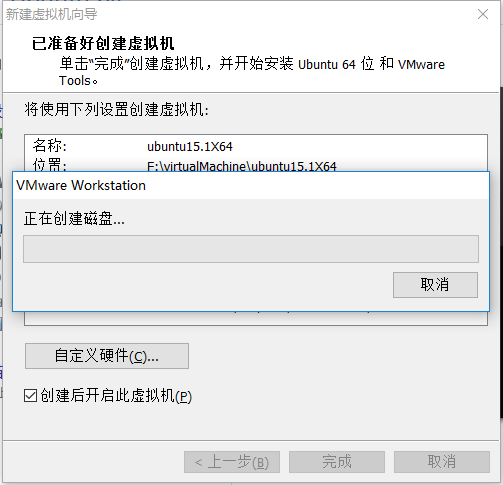 新建虚拟机向导
已准备好创建虚拟机
单击“完成”创建虚拟机，并开始安装 Ubuntu 64 位 和 VMware
Tools。
将使用下列设置创建虚拟机:
名称: ubuntu15.1X64
位置: F:\virtualMachine\ubuntu15.1X64
VMware Workstation
正在创建磁盘...
取消
自定义硬件(C)...
创建后开启此虚拟机(P)
< 上一步(B) 完成 取消